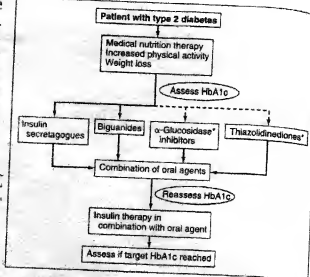 Patient with type 2 diabetes
Medical nutrition therapy
Increased physical activity
Weight loss
Assess HbA1c
Insulin
secretagogues
Biguanides
α-Glucosidase*
inhibitors
Thiazolidinediones*
Combination of oral agents
Reassess HbA1c
Insulin therapy in
combination with oral agent
Assess if target HbA1c reached